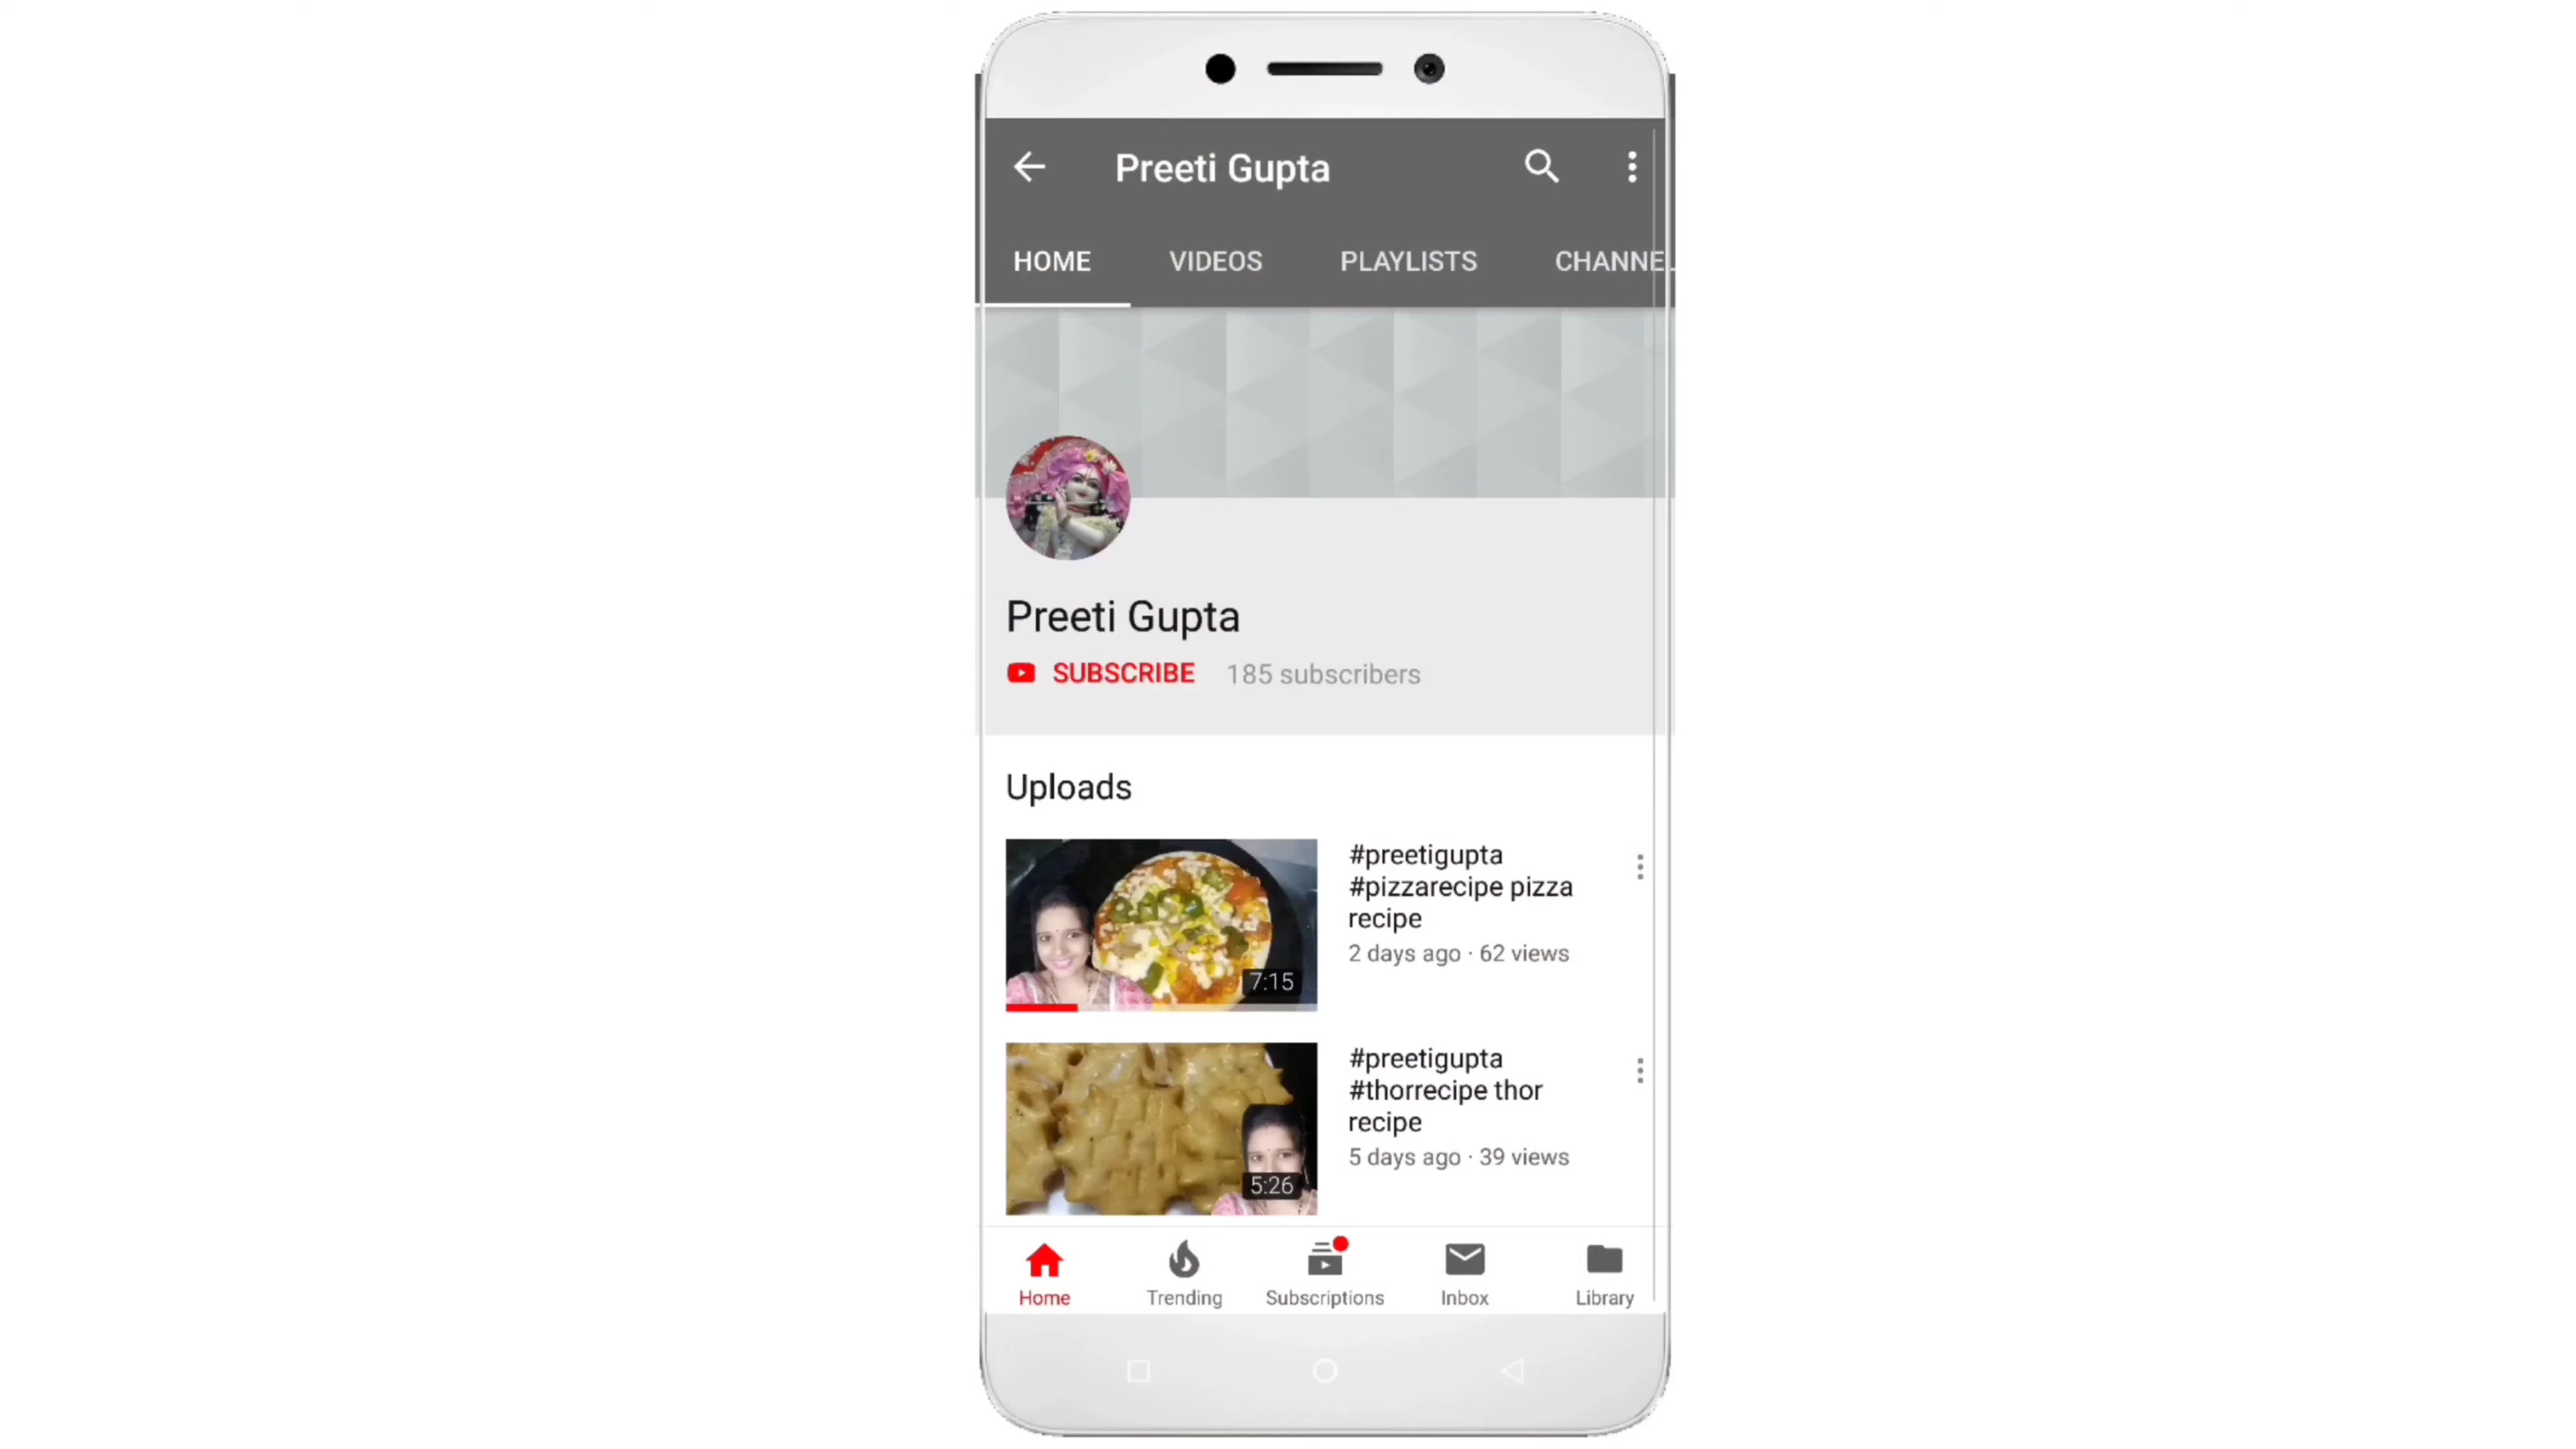 Preeti Gupta
HOME VIDEOS PLAYLISTS CHANNEL
Preeti Gupta
SUBSCRIBE 185 subscribers
Uploads
#preetigupta
#pizzarecipe pizza
recipe
2 days ago · 62 views
7:15
#preetigupta
#thorrecipe thor
recipe
5 days ago · 39 views
5:26
Home Trending Subscriptions Inbox Library